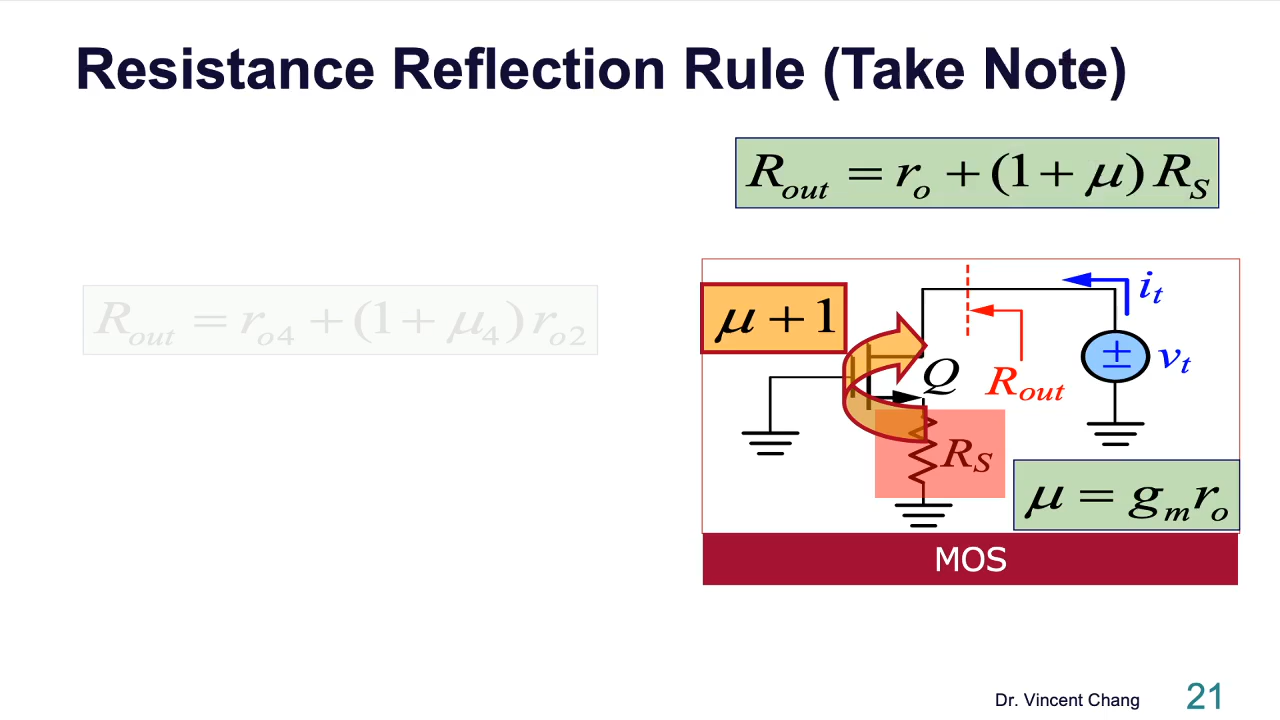 Resistance Reflection Rule (Take Note)
R_out = r_o + (1 + μ) R_S
R_out = r_o4 + (1 + μ_4) r_o2
μ + 1
i_t
Q
R_out
± v_t
R_S
μ = g_m r_o
MOS
Dr. Vincent Chang
21